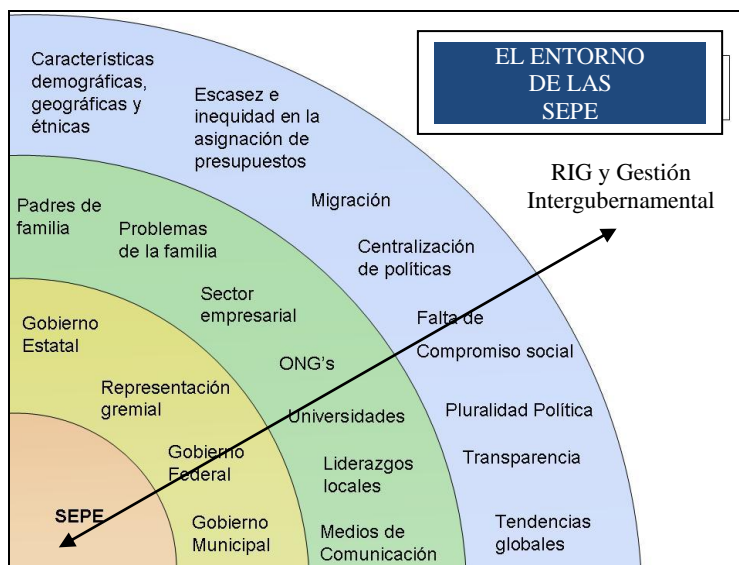 EL ENTORNO
DE LAS
SEPE
RIG y Gestión
Intergubernamental
Características
demográficas,
geográficas y
étnicas
Escasez e
inequidad en la
asignación de
presupuestos
Migración
Centralización
de políticas
Falta de
Compromiso social
Pluralidad Política
Transparencia
Tendencias
globales
Padres de
familia
Problemas
de la familia
Sector
empresarial
ONG's
Universidades
Liderazgos
locales
Medios de
Comunicación
Gobierno
Estatal
Representación
gremial
Gobierno
Federal
Gobierno
Municipal
SEPE